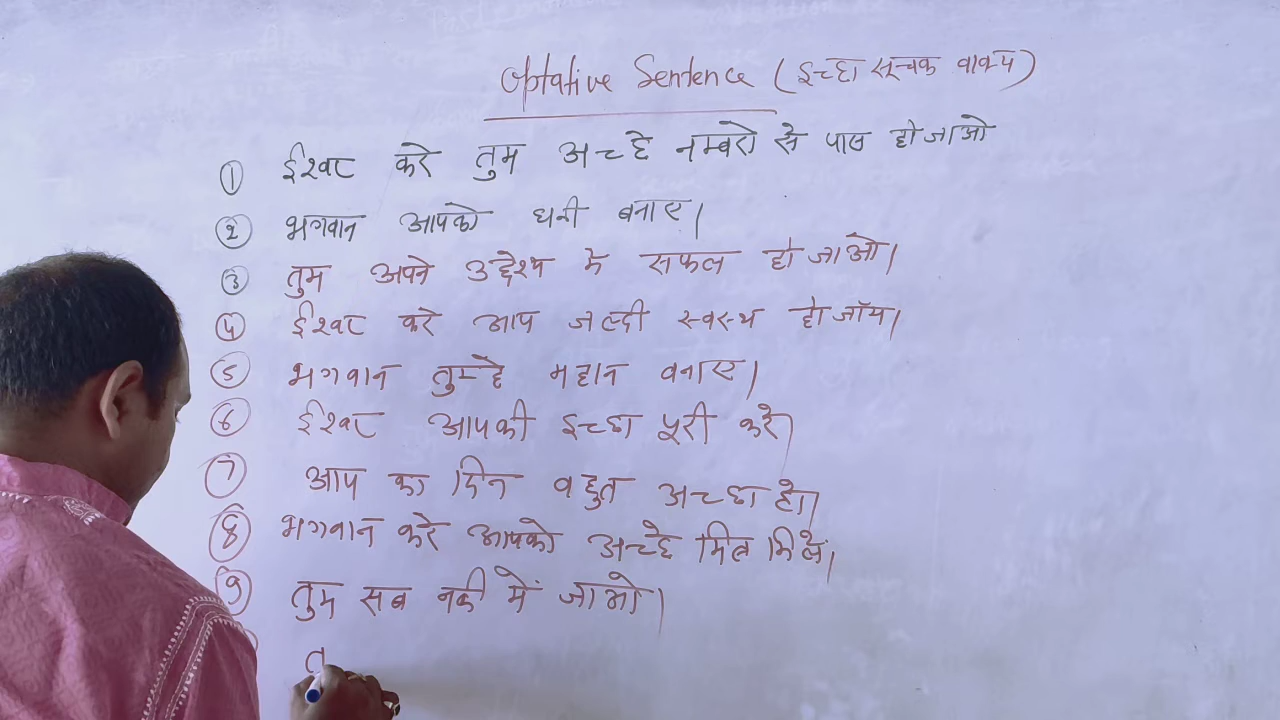 Optative Sentence (इच्छा सूचक वाक्य)
① ईश्वर करे तुम अच्छे नम्बरो से पास हो जाओ
② भगवान आपको धनी बनाए।
③ तुम अपने उद्देश्य मे सफल हो जाओ।
④ ईश्वर करे आप जल्दी स्वस्थ हो जॉय।
⑤ भगवान तुम्हे महान बनाए।
⑥ ईश्वर आपकी इच्छा पूरी करे।
⑦ आप का दिन बहुत अच्छा हो।
⑧ भगवान करे आपको अच्छे मित्र मिले।
⑨ तुम सब नर्क में जाओ।